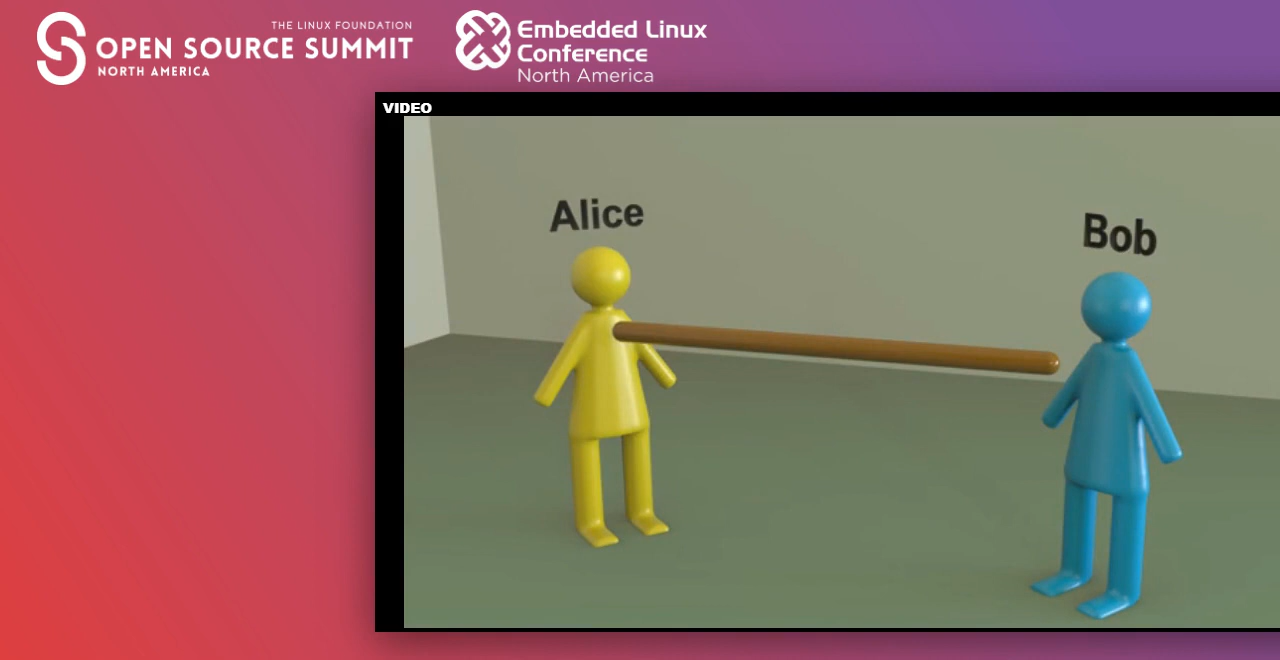 THE LINUX FOUNDATION
OPEN SOURCE SUMMIT
NORTH AMERICA
Embedded Linux
Conference
North America
VIDEO
Alice
Bob